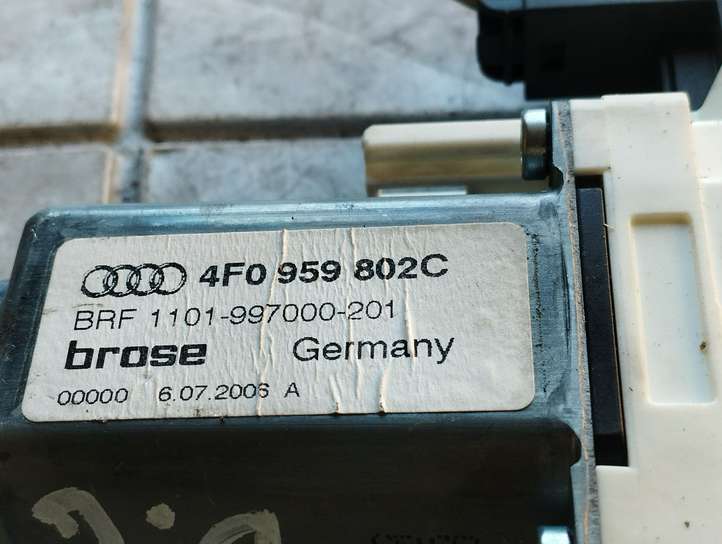 4F0 959 802C
BRF 1101-997000-201
brose Germany
00000 6.07.2006 A